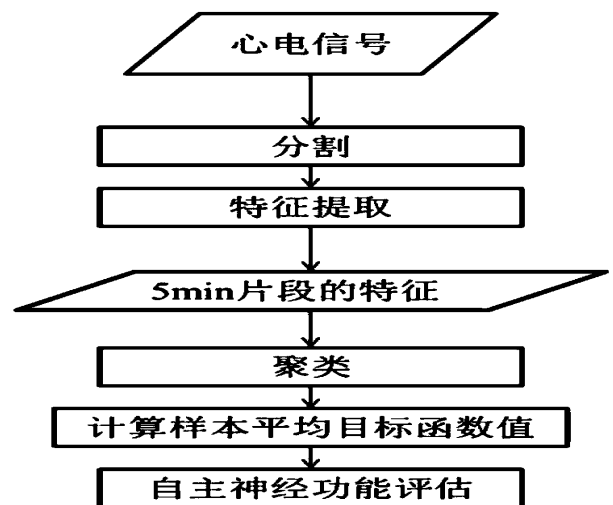 心电信号
分割
特征提取
5min片段的特征
聚类
计算样本平均目标函数值
自主神经功能评估